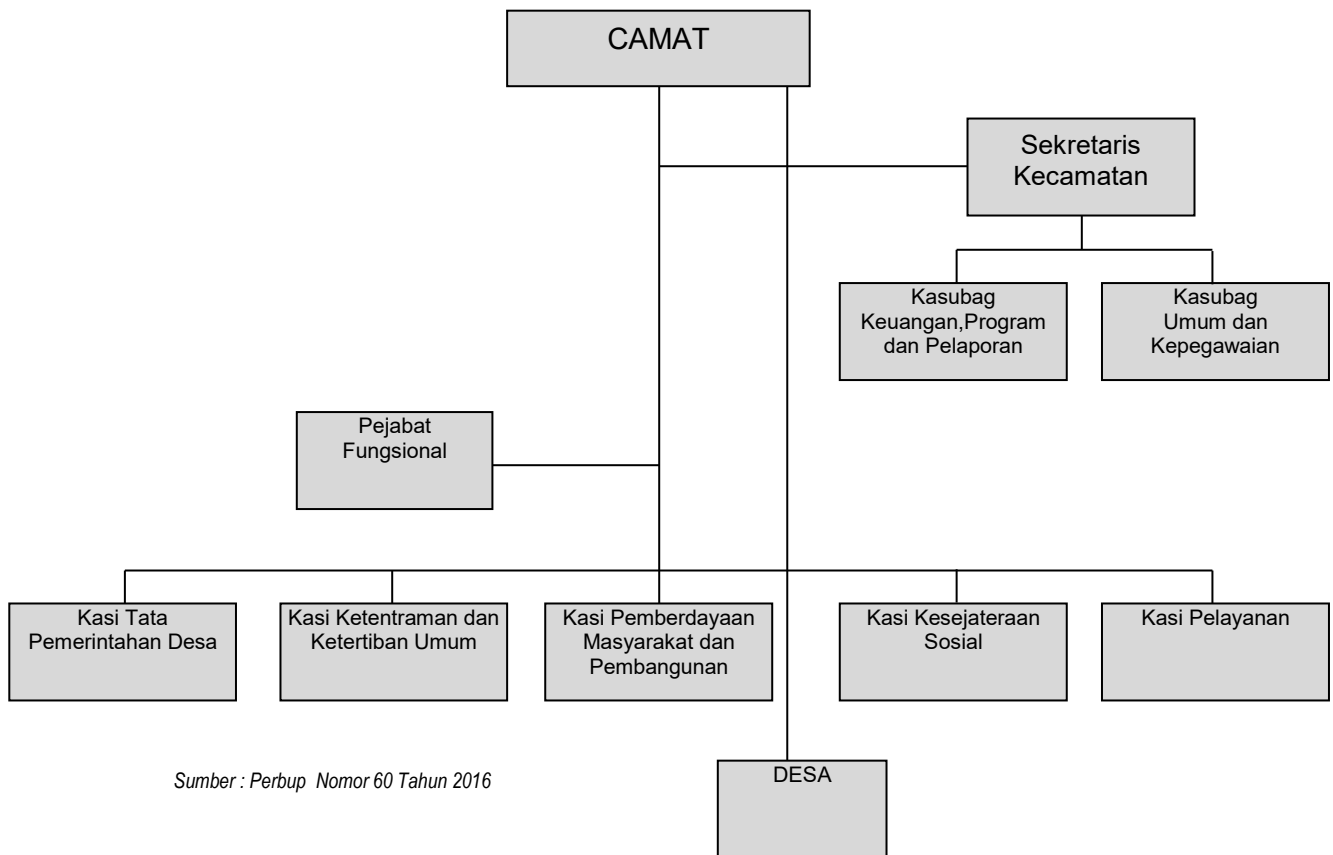 CAMAT
Sekretaris
Kecamatan
Kasubag
Keuangan,Program
dan Pelaporan
Kasubag
Umum dan
Kepegawaian
Pejabat
Fungsional
Kasi Tata
Pemerintahan Desa
Kasi Ketentraman dan
Ketertiban Umum
Kasi Pemberdayaan
Masyarakat dan
Pembangunan
Kasi Kesejateraan
Sosial
Kasi Pelayanan
Sumber : Perbup Nomor 60 Tahun 2016
DESA